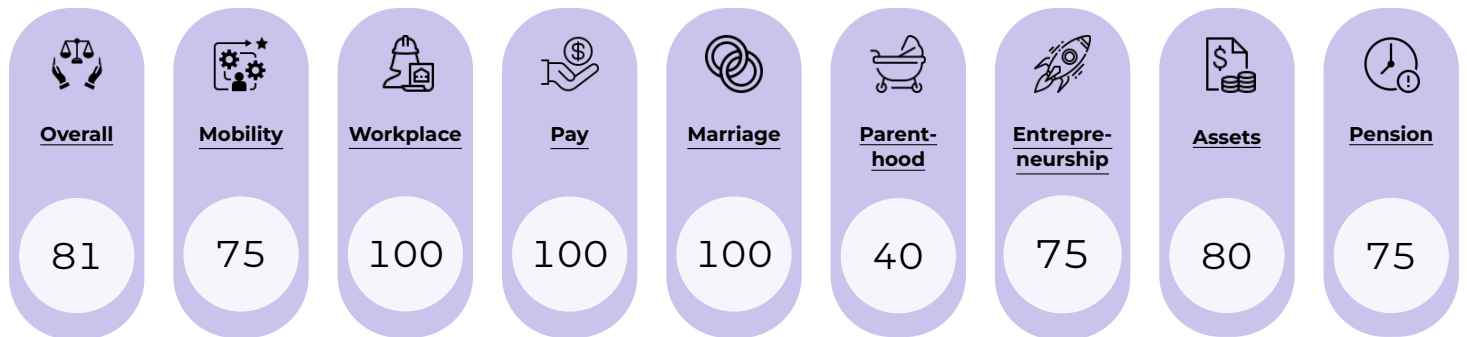 Overall
81
Mobility
75
Workplace
100
Pay
100
Marriage
100
Parent-
hood
40
Entrepre-
neurship
75
Assets
80
Pension
75